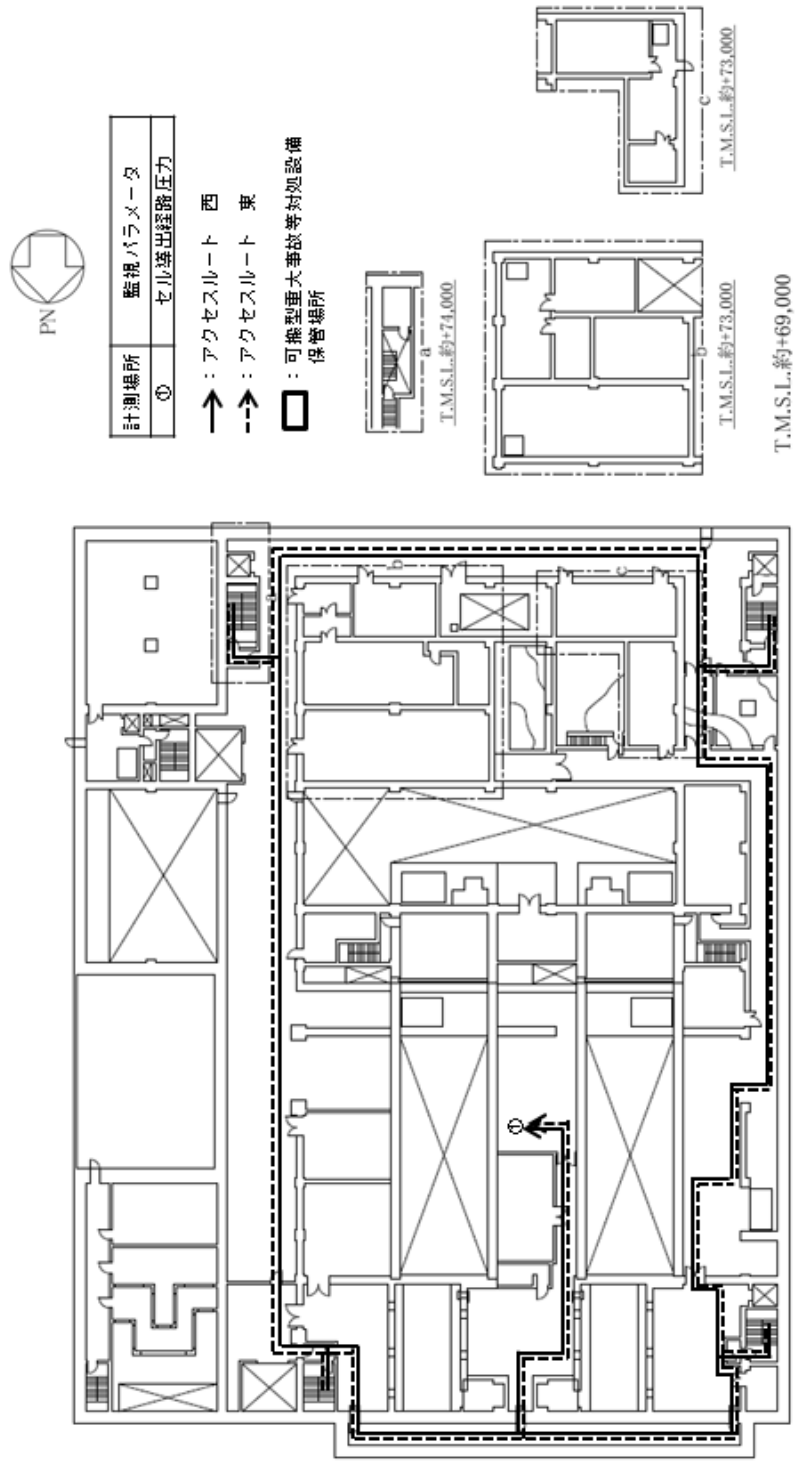 PN
計測場所 監視パラメータ
① セル導出経路圧力
：アクセスルート 西
：アクセスルート 東
：可搬型重大事故等対処設備
保管場所
a
T.M.S.L.約+74,000
b
T.M.S.L.約+73,000
c
T.M.S.L.約+73,000
T.M.S.L.約+69,000
a
b
c
①